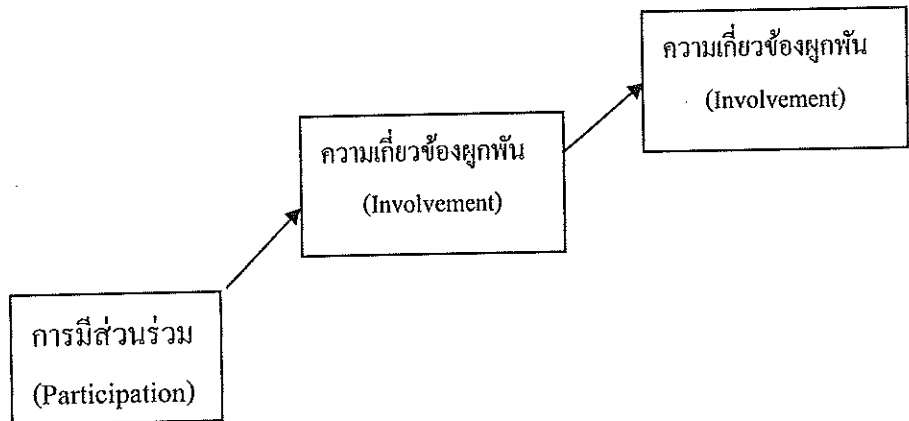 ความเกี่ยวข้องผูกพัน
(Involvement)
ความเกี่ยวข้องผูกพัน
(Involvement)
การมีส่วนร่วม
(Participation)